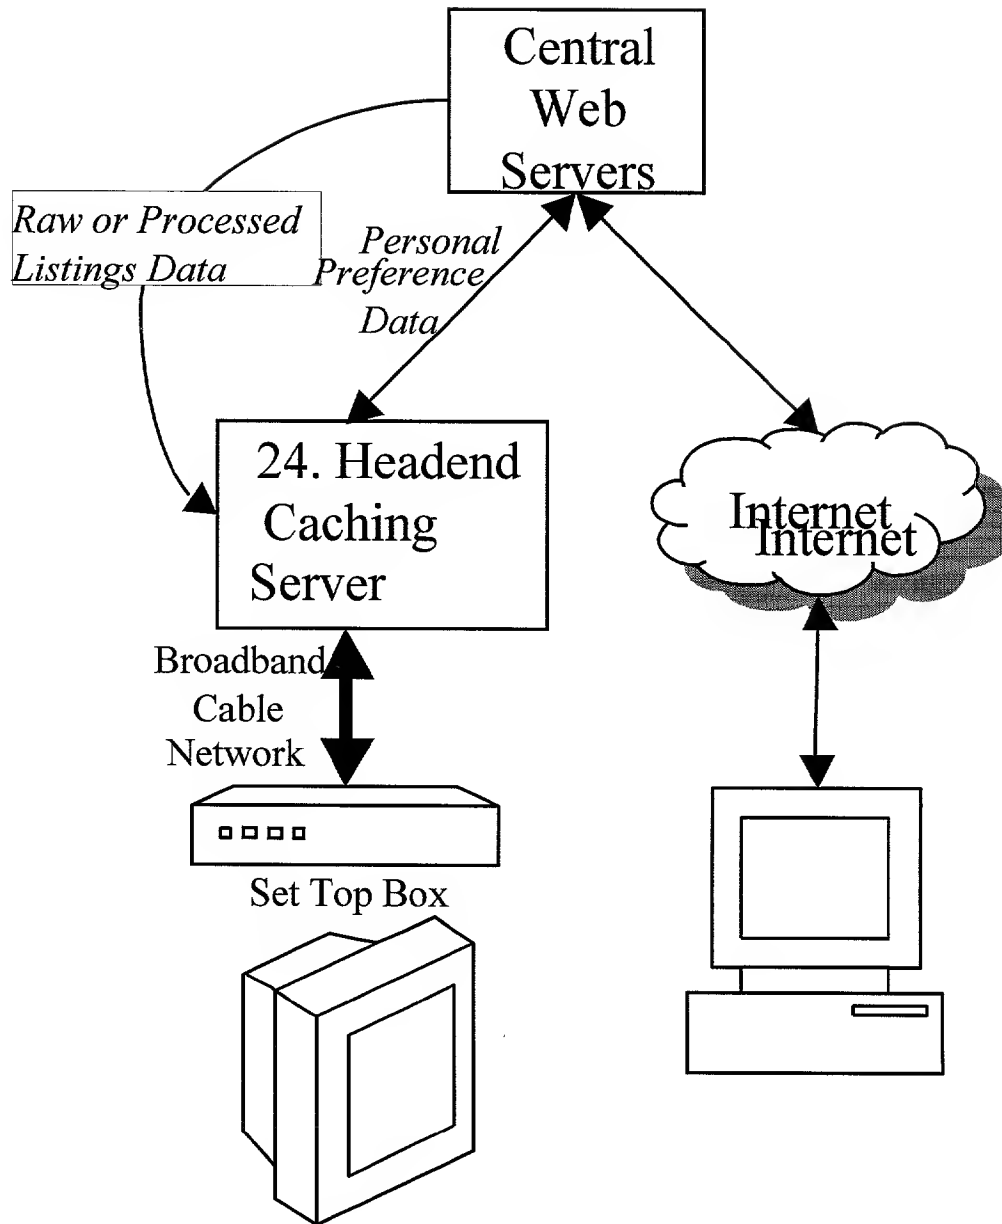 Central
Web
Servers
Raw or Processed
Listings Data
Personal
Preference
Data
24. Headend
Caching
Server
Internet
Internet
Broadband
Cable
Network
Set Top Box